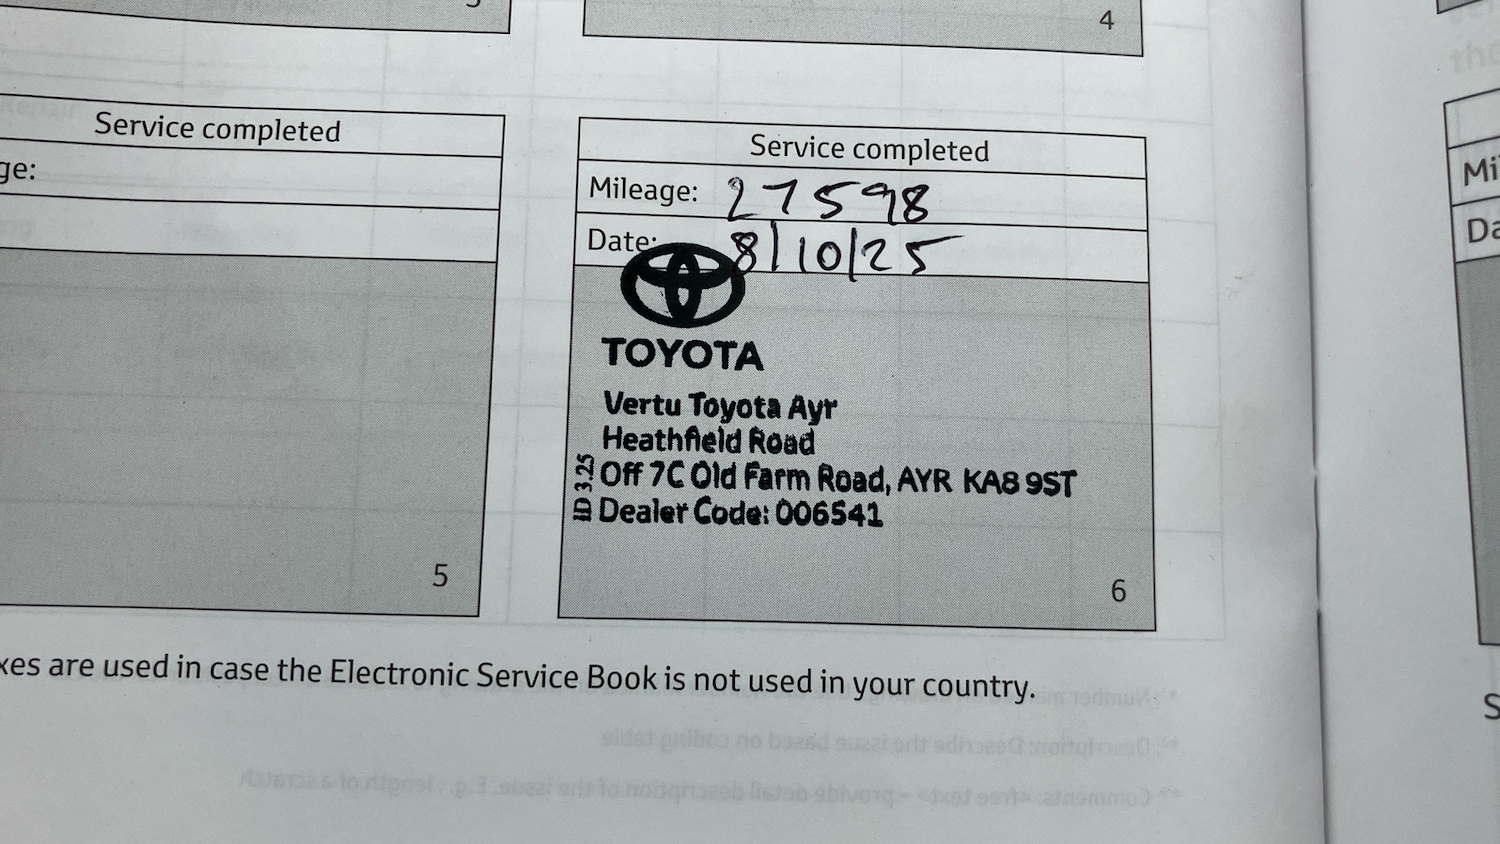 4
Service completed
ge:
5
Service completed
Mileage: 27598
Date: 8/10/25
TOYOTA
Vertu Toyota Ayr
Heathfield Road
Off 7C Old Farm Road, AYR KA8 9ST
Dealer Code: 006541
ID 3.25
6
Mi
Da
xes are used in case the Electronic Service Book is not used in your country.
S